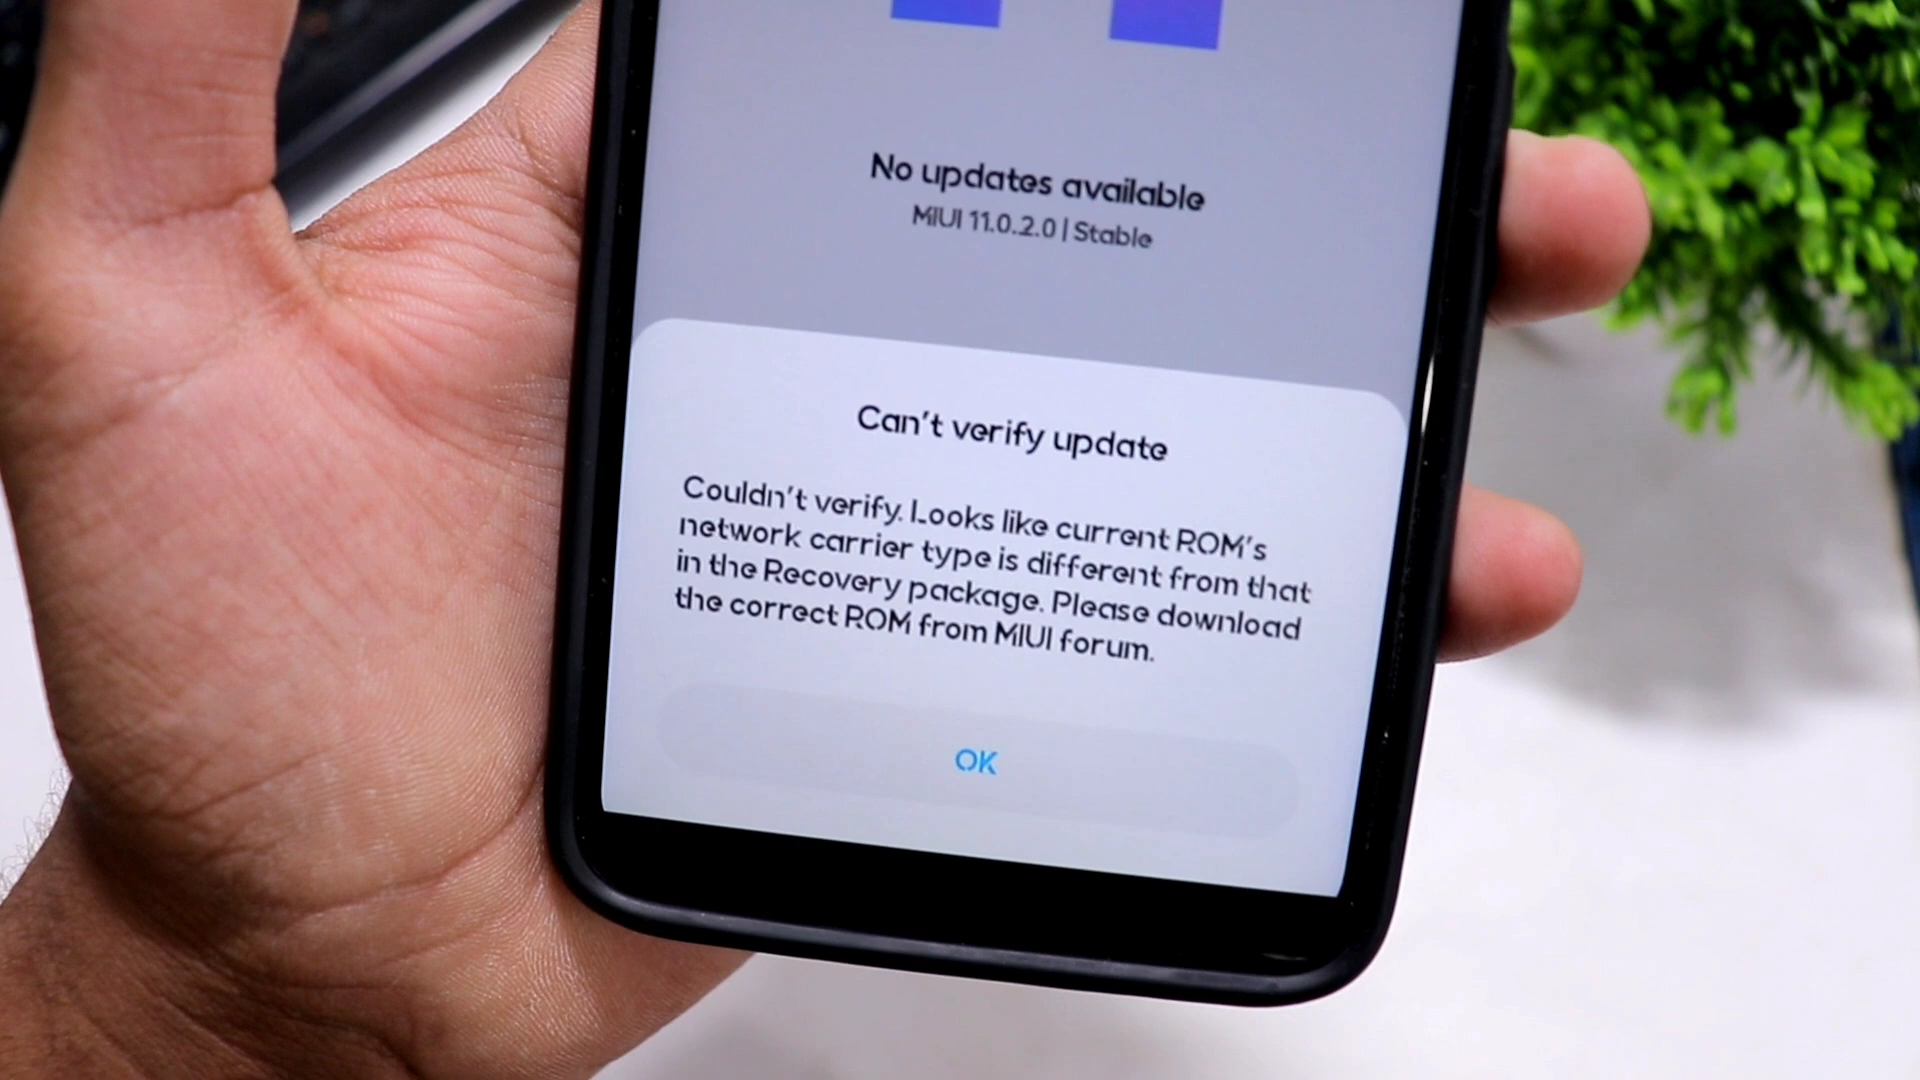 No updates available
MIUI 11.0.2.0 | Stable
Can't verify update
Couldn't verify. Looks like current ROM's
network carrier type is different from that
in the Recovery package. Please download
the correct ROM from MIUI forum.
OK